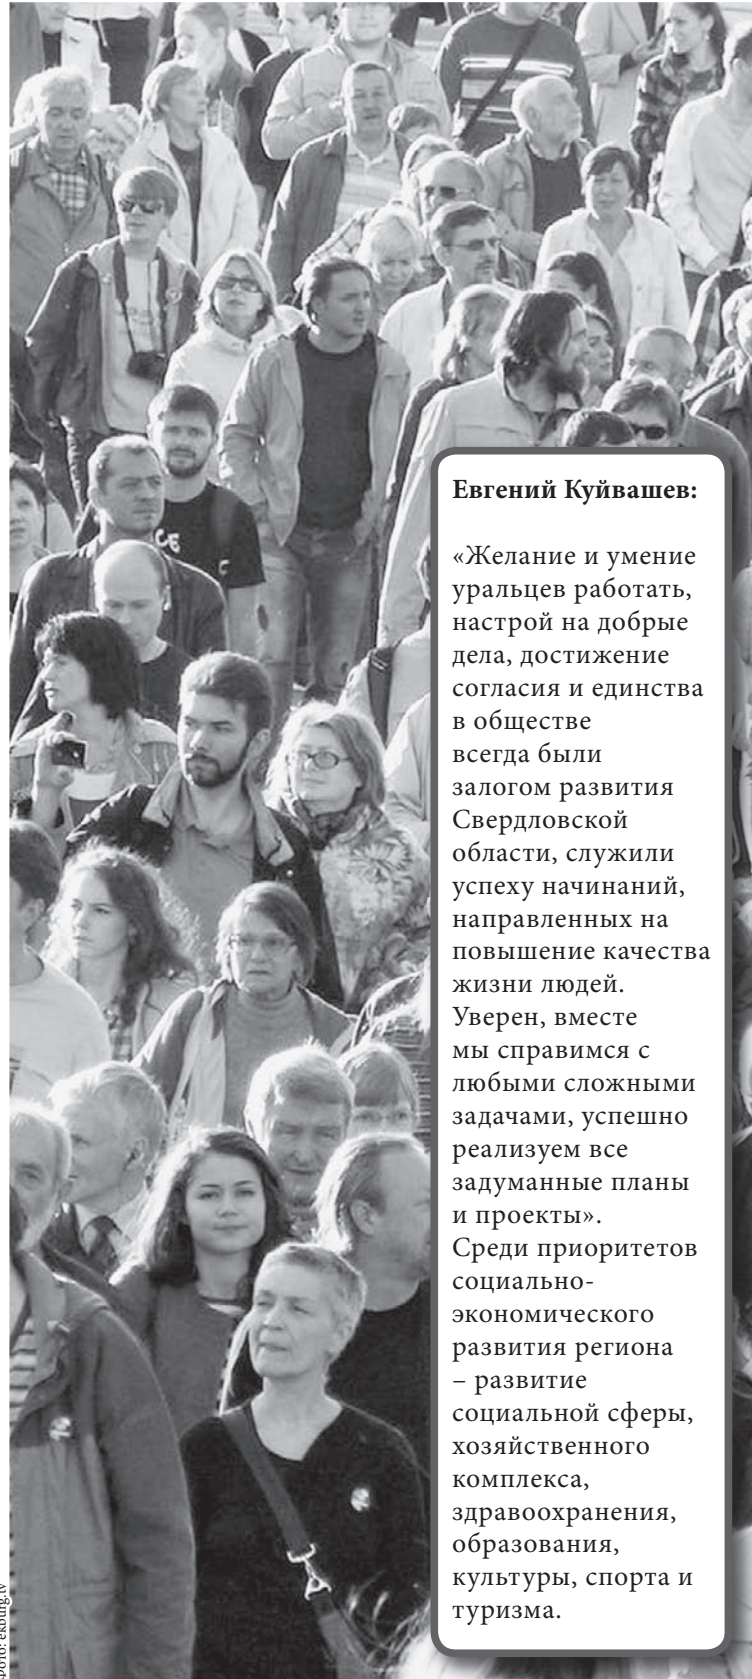 Евгений Куйвашев:
«Желание и умение
уральцев работать,
настрой на добрые
дела, достижение
согласия и единства
в обществе
всегда были
залогом развития
Свердловской
области, служили
успеху начинаний,
направленных на
повышение качества
жизни людей.
Уверен, вместе
мы справимся с
любыми сложными
задачами, успешно
реализуем все
задуманные планы
и проекты».
Среди приоритетов
социально-
экономического
развития региона
– развитие
социальной сферы,
хозяйственного
комплекса,
здравоохранения,
образования,
культуры, спорта и
туризма.
Фото: ekburg.tv